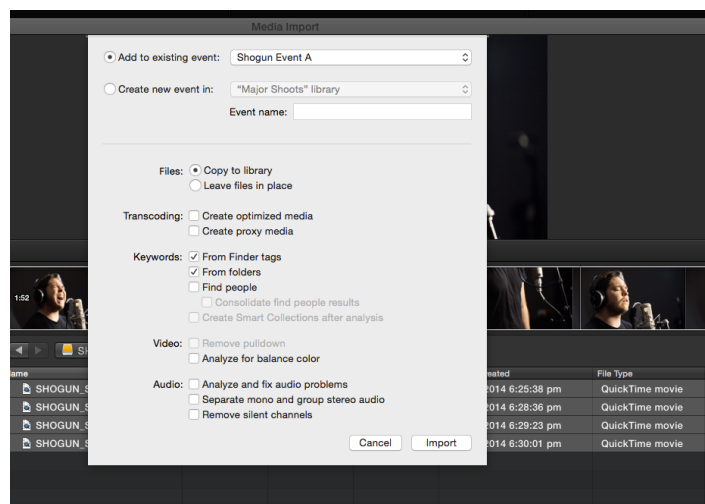 Media Import
Add to existing event: Shogun Event A
Create new event in: "Major Shoots" library
Event name:
Files: Copy to library
Leave files in place
Transcoding: Create optimized media
Create proxy media
Keywords: From Finder tags
From folders
Find people
Consolidate find people results
Create Smart Collections after analysis
Video: Remove pulldown
Analyze for balance color
Audio: Analyze and fix audio problems
Separate mono and group stereo audio
Remove silent channels
Cancel Import
1:52
SH
ame eated File Type
SHOGUN_S 2014 6:25:38 pm QuickTime movie
SHOGUN_S 2014 6:28:36 pm QuickTime movie
SHOGUN_S 2014 6:29:23 pm QuickTime movie
SHOGUN_S 2014 6:30:01 pm QuickTime movie